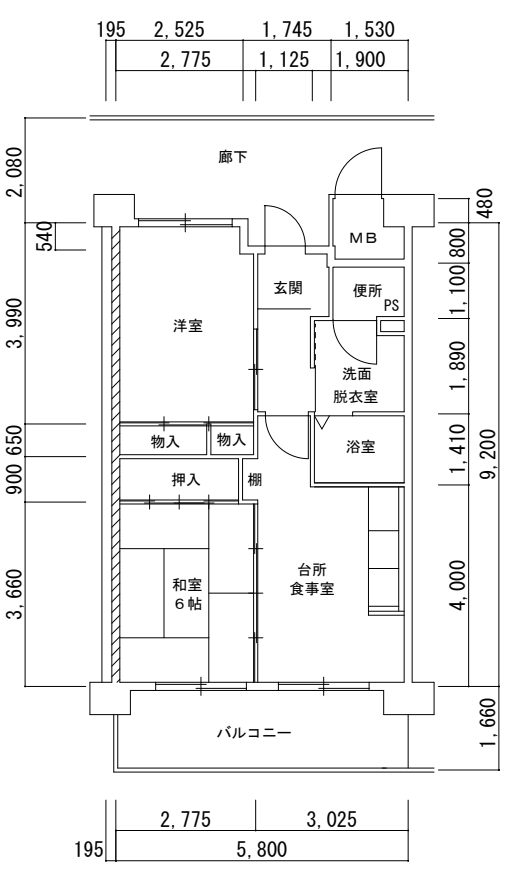 195 2,525 1,745 1,530
2,775 1,125 1,900
2,080
廊下
480
540
MB
800
玄関
便所
1,100
PS
3,990
洋室
洗面
脱衣室
1,890
物入
物入
浴室
650
1,410
9,200
押入
棚
900
和室
6帖
台所
食事室
3,660
4,000
バルコニー
1,660
2,775 3,025
195 5,800